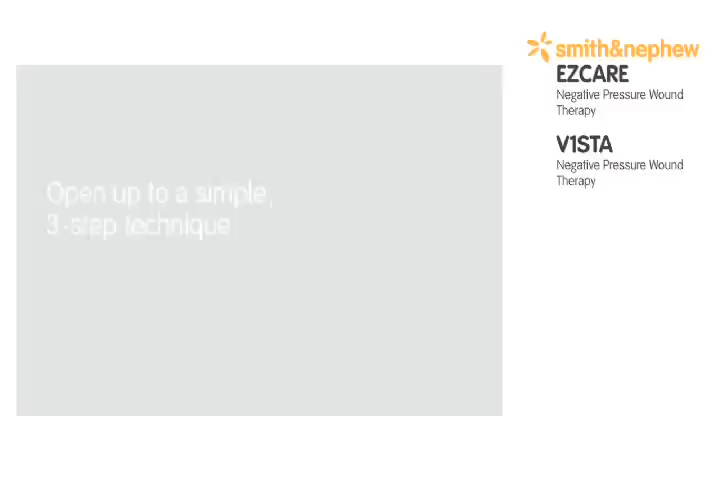 smith&nephew
EZCARE
Negative Pressure Wound
Therapy
V1STA
Negative Pressure Wound
Therapy
Open up to a simple,
3-step technique